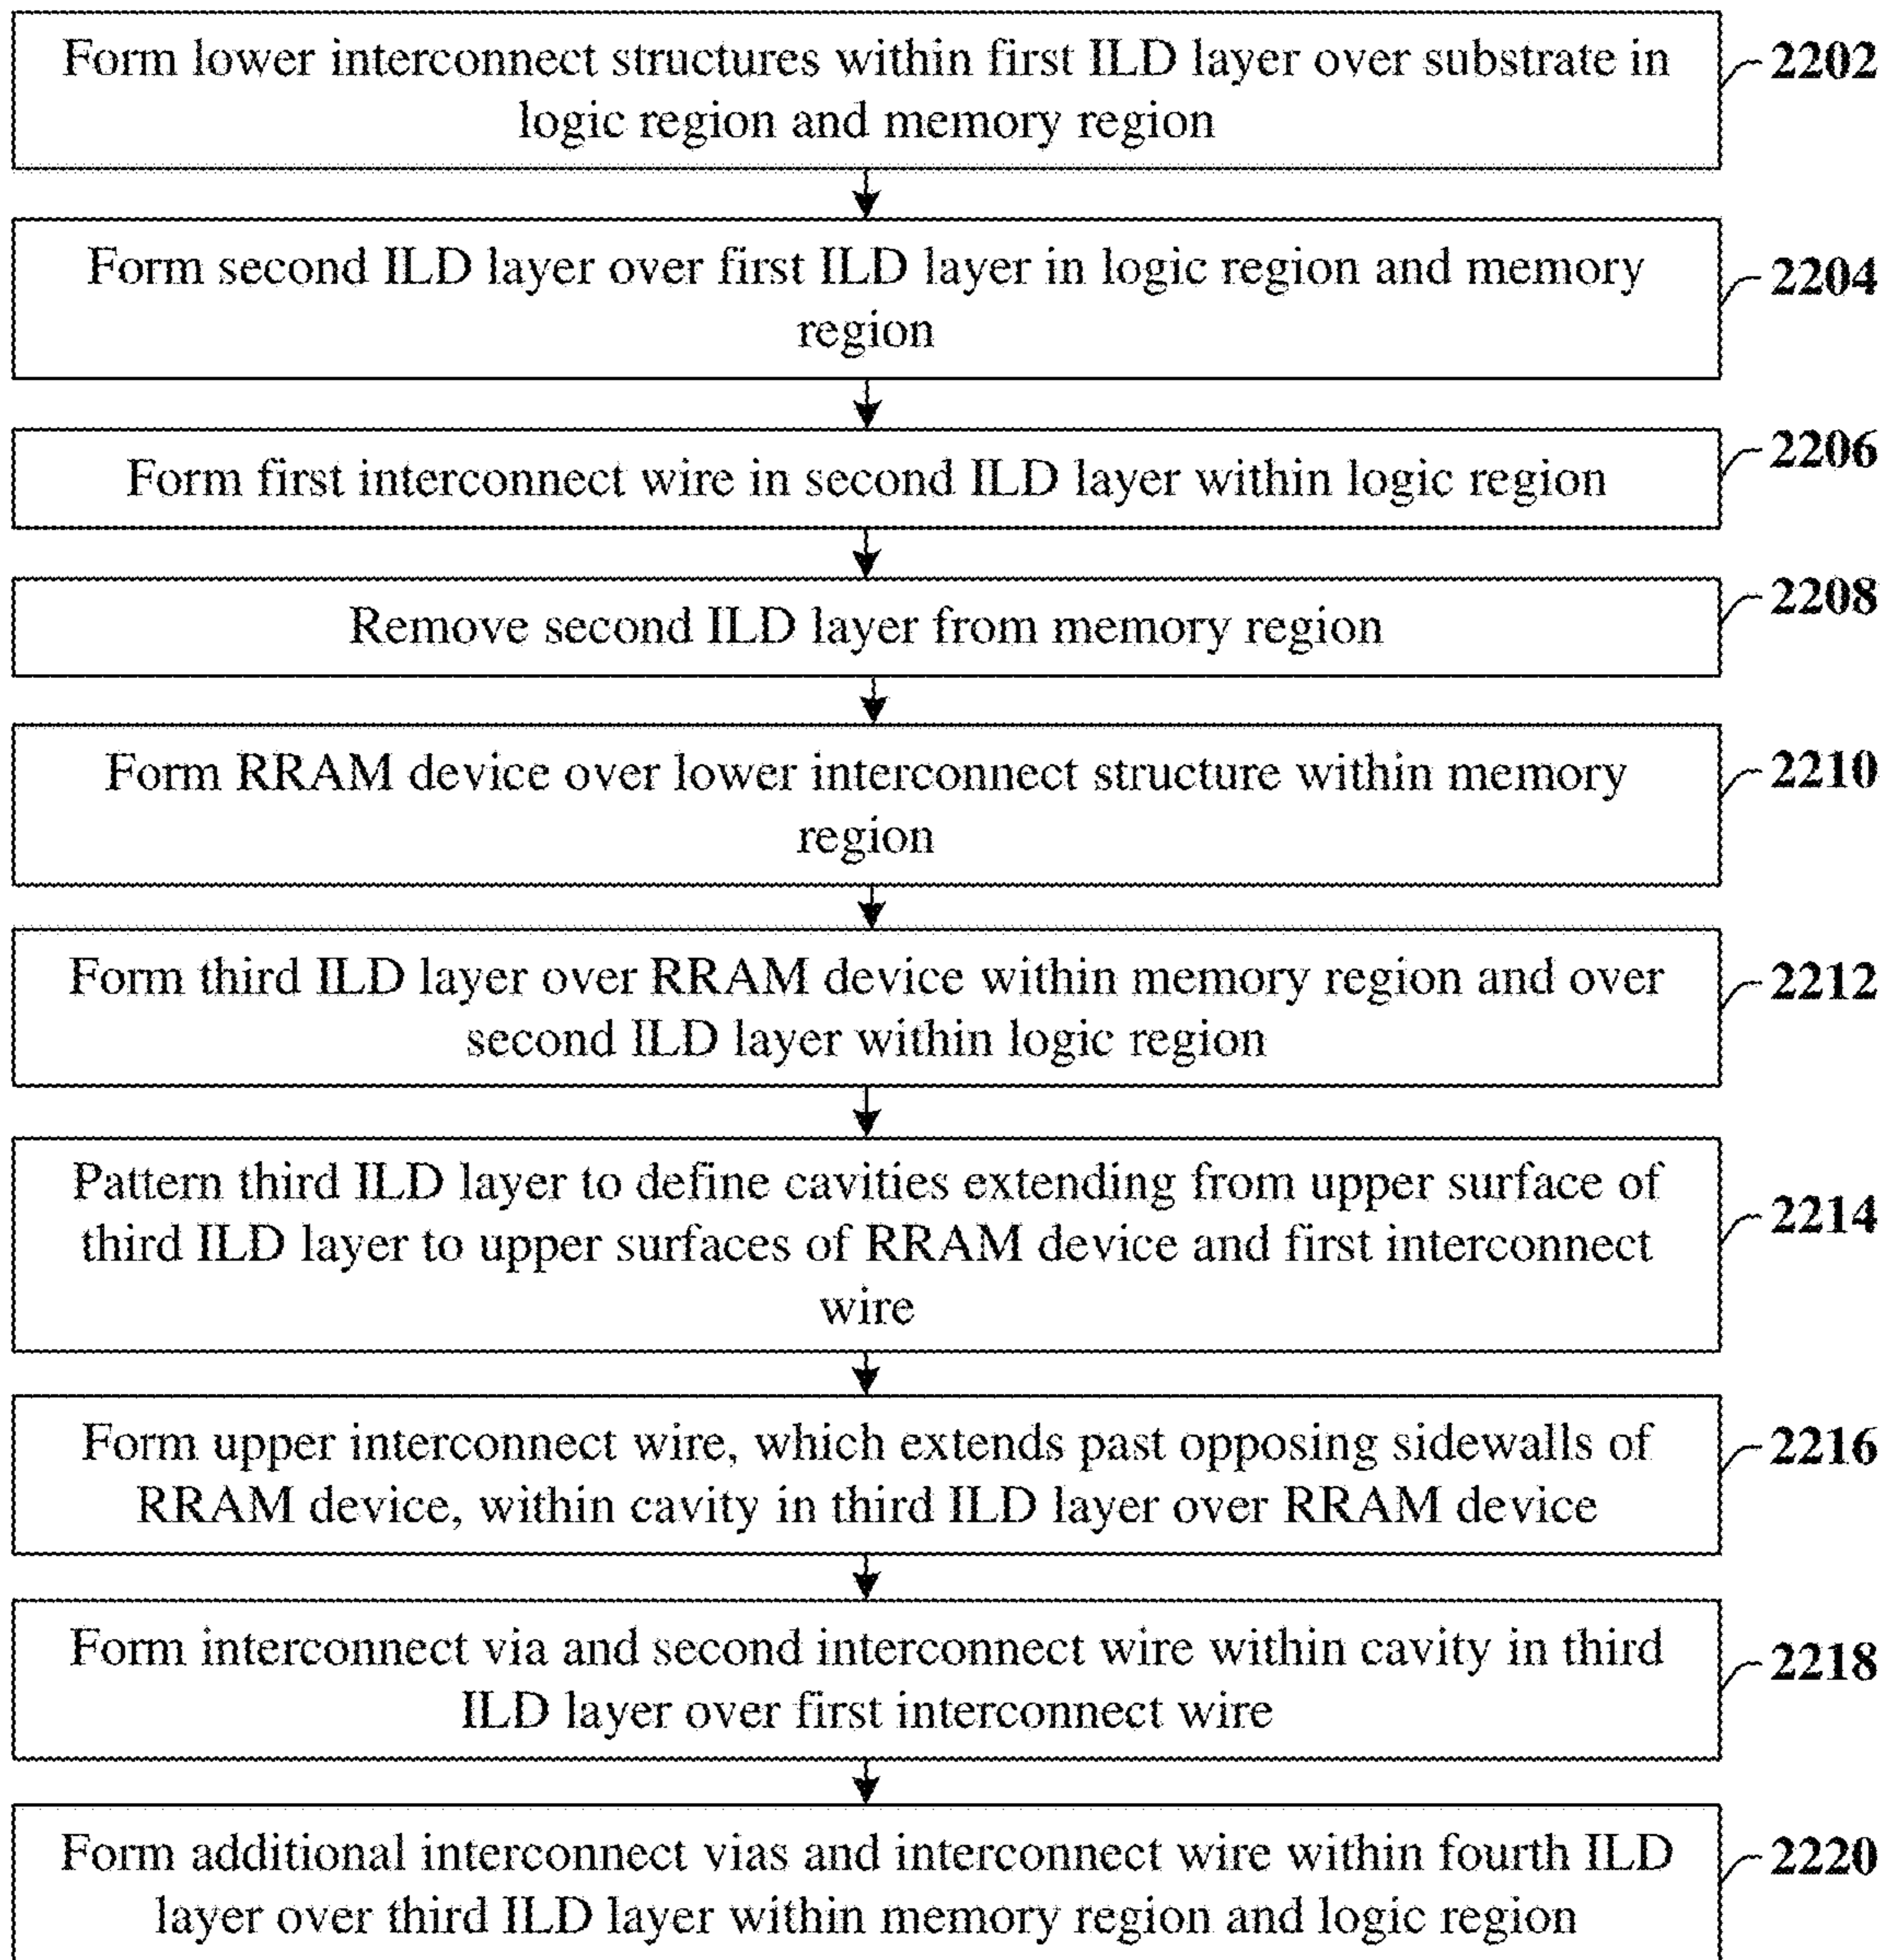 Form lower interconnect structures within first ILD layer over substrate in
logic region and memory region
2202
Form second ILD layer over first ILD layer in logic region and memory
region
2204
Form first interconnect wire in second ILD layer within logic region
2206
Remove second ILD layer from memory region
2208
Form RRAM device over lower interconnect structure within memory
region
2210
Form third ILD layer over RRAM device within memory region and over
second ILD layer within logic region
2212
Pattern third ILD layer to define cavities extending from upper surface of
third ILD layer to upper surfaces of RRAM device and first interconnect
wire
2214
Form upper interconnect wire, which extends past opposing sidewalls of
RRAM device, within cavity in third ILD layer over RRAM device
2216
Form interconnect via and second interconnect wire within cavity in third
ILD layer over first interconnect wire
2218
Form additional interconnect vias and interconnect wire within fourth ILD
layer over third ILD layer within memory region and logic region
2220